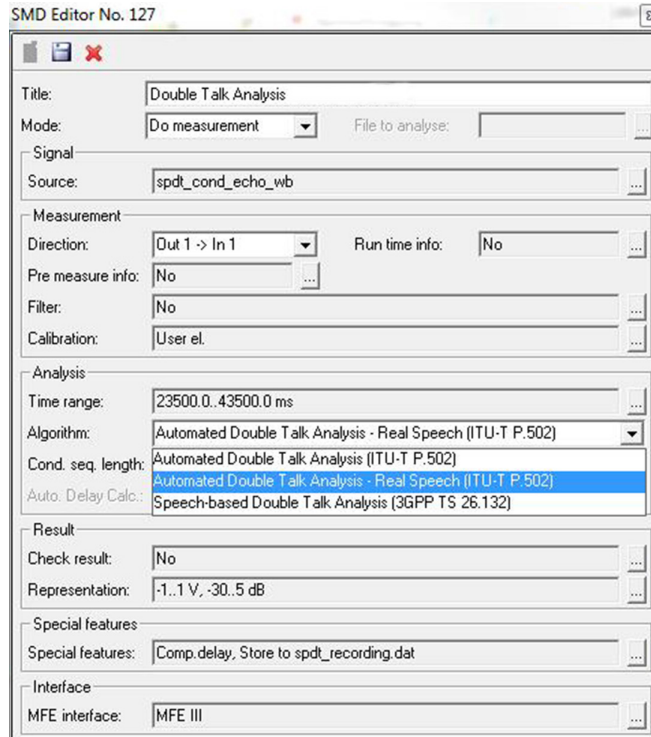 SMD Editor No. 127
Title: Double Talk Analysis
Mode: Do measurement File to analyse: ...
Signal
Source: spdt_cond_echo_wb ...
Measurement
Direction: Out 1 -> In 1 Run time info: No ...
Pre measure info: No ...
Filter: No ...
Calibration: User el. ...
Analysis
Time range: 23500.0..43500.0 ms ...
Algorithm: Automated Double Talk Analysis - Real Speech (ITU-T P.502)
Cond. seq. length: Automated Double Talk Analysis (ITU-T P.502)
Automated Double Talk Analysis - Real Speech (ITU-T P.502)
Auto. Delay Calc.: Speech-based Double Talk Analysis (3GPP TS 26.132)
Result
Check result: No ...
Representation: -1..1 V, -30..5 dB ...
Special features
Special features: Comp.delay, Store to spdt_recording.dat ...
Interface
MFE interface: MFE III ...